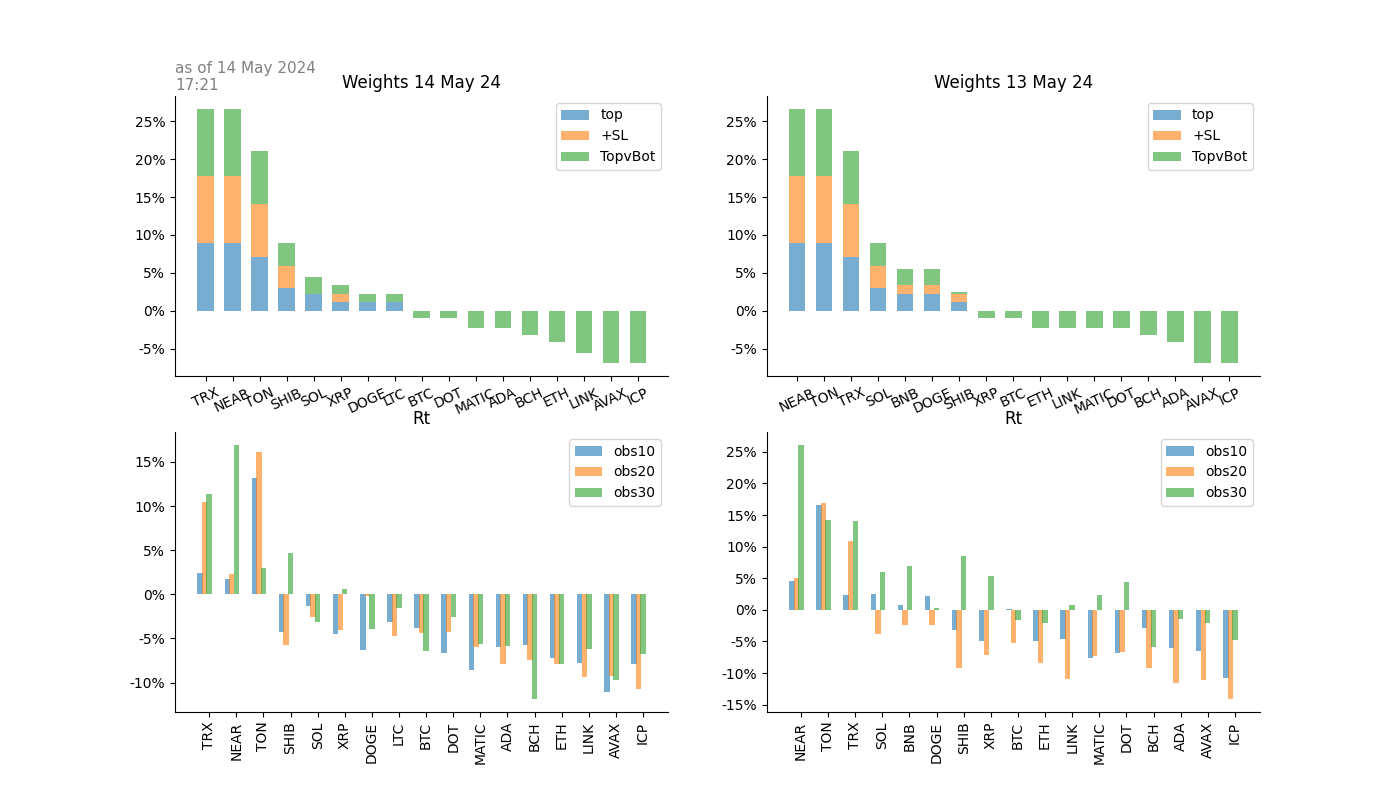 as of 14 May 2024
17:21
Weights 14 May 24
25%
20%
15%
10%
5%
0%
-5%
top
+SL
TopvBot
TRX NEAR TON SHIB SOL XRP DOGE LTC BTC DOT MATIC ADA BCH ETH LINK AVAX ICP
Weights 13 May 24
25%
20%
15%
10%
5%
0%
-5%
top
+SL
TopvBot
NEAR TON TRX SOL BNB DOGE SHIB XRP BTC ETH LINK MATIC DOT BCH ADA AVAX ICP
Rt
15%
10%
5%
0%
-5%
-10%
obs10
obs20
obs30
TRX NEAR TON SHIB SOL XRP DOGE LTC BTC DOT MATIC ADA BCH ETH LINK AVAX ICP
Rt
25%
20%
15%
10%
5%
0%
-5%
-10%
-15%
obs10
obs20
obs30
NEAR TON TRX SOL BNB DOGE SHIB XRP BTC ETH LINK MATIC DOT BCH ADA AVAX ICP